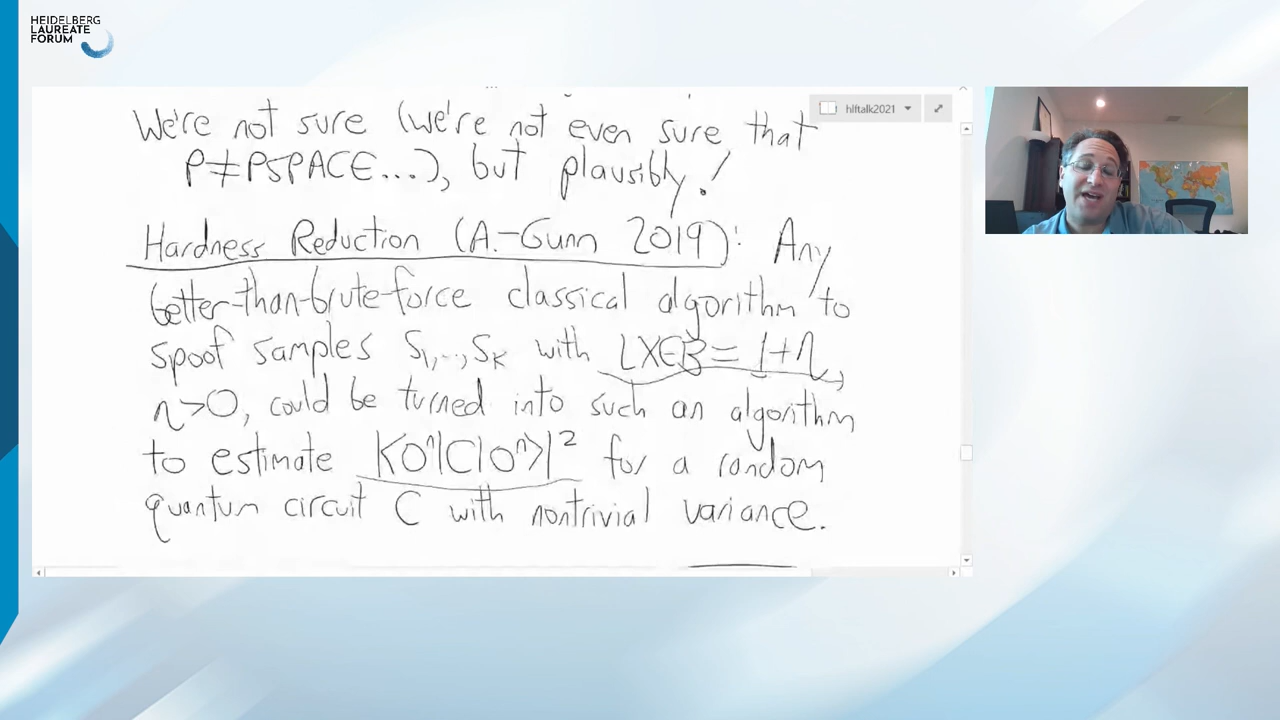 HEIDELBERG
LAUREATE
FORUM
hlftalk2021
We're not sure (we're not even sure that
P≠PSPACE...), but plausibly!
Hardness Reduction (A.-Gunn 2019): Any
better-than-brute-force classical algorithm to
spoof samples S₁,...,Sₖ with LXEB = 1+η,
η>0, could be turned into such an algorithm
to estimate |<0ⁿ|C|0ⁿ>|² for a random
quantum circuit C with nontrivial variance.